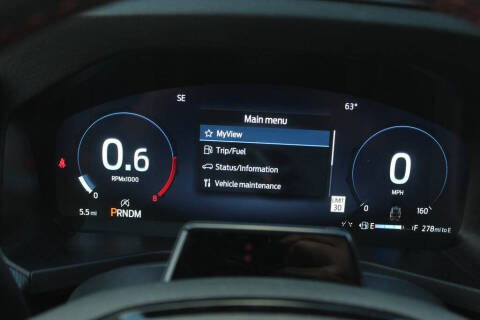 SE
63°
Main menu
MyView
Trip/Fuel
Status/Information
Vehicle maintenance
0.6
RPMx1000
0
8
5.5 mi
PRNDM
0
MPH
0
160
LIMIT
30
E
F
278 mi to E